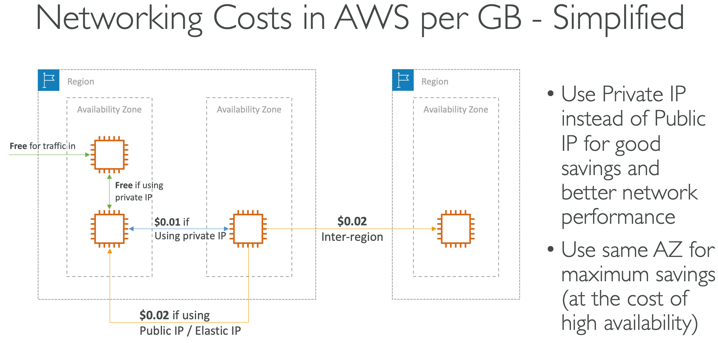 Networking Costs in AWS per GB - Simplified
Region
Region
Availability Zone
Availability Zone
Availability Zone
Free for traffic in
Free if using
private IP
$0.01 if
Using private IP
$0.02
Inter-region
$0.02 if using
Public IP / Elastic IP
• Use Private IP
instead of Public
IP for good
savings and
better network
performance
• Use same AZ for
maximum savings
(at the cost of
high availability)